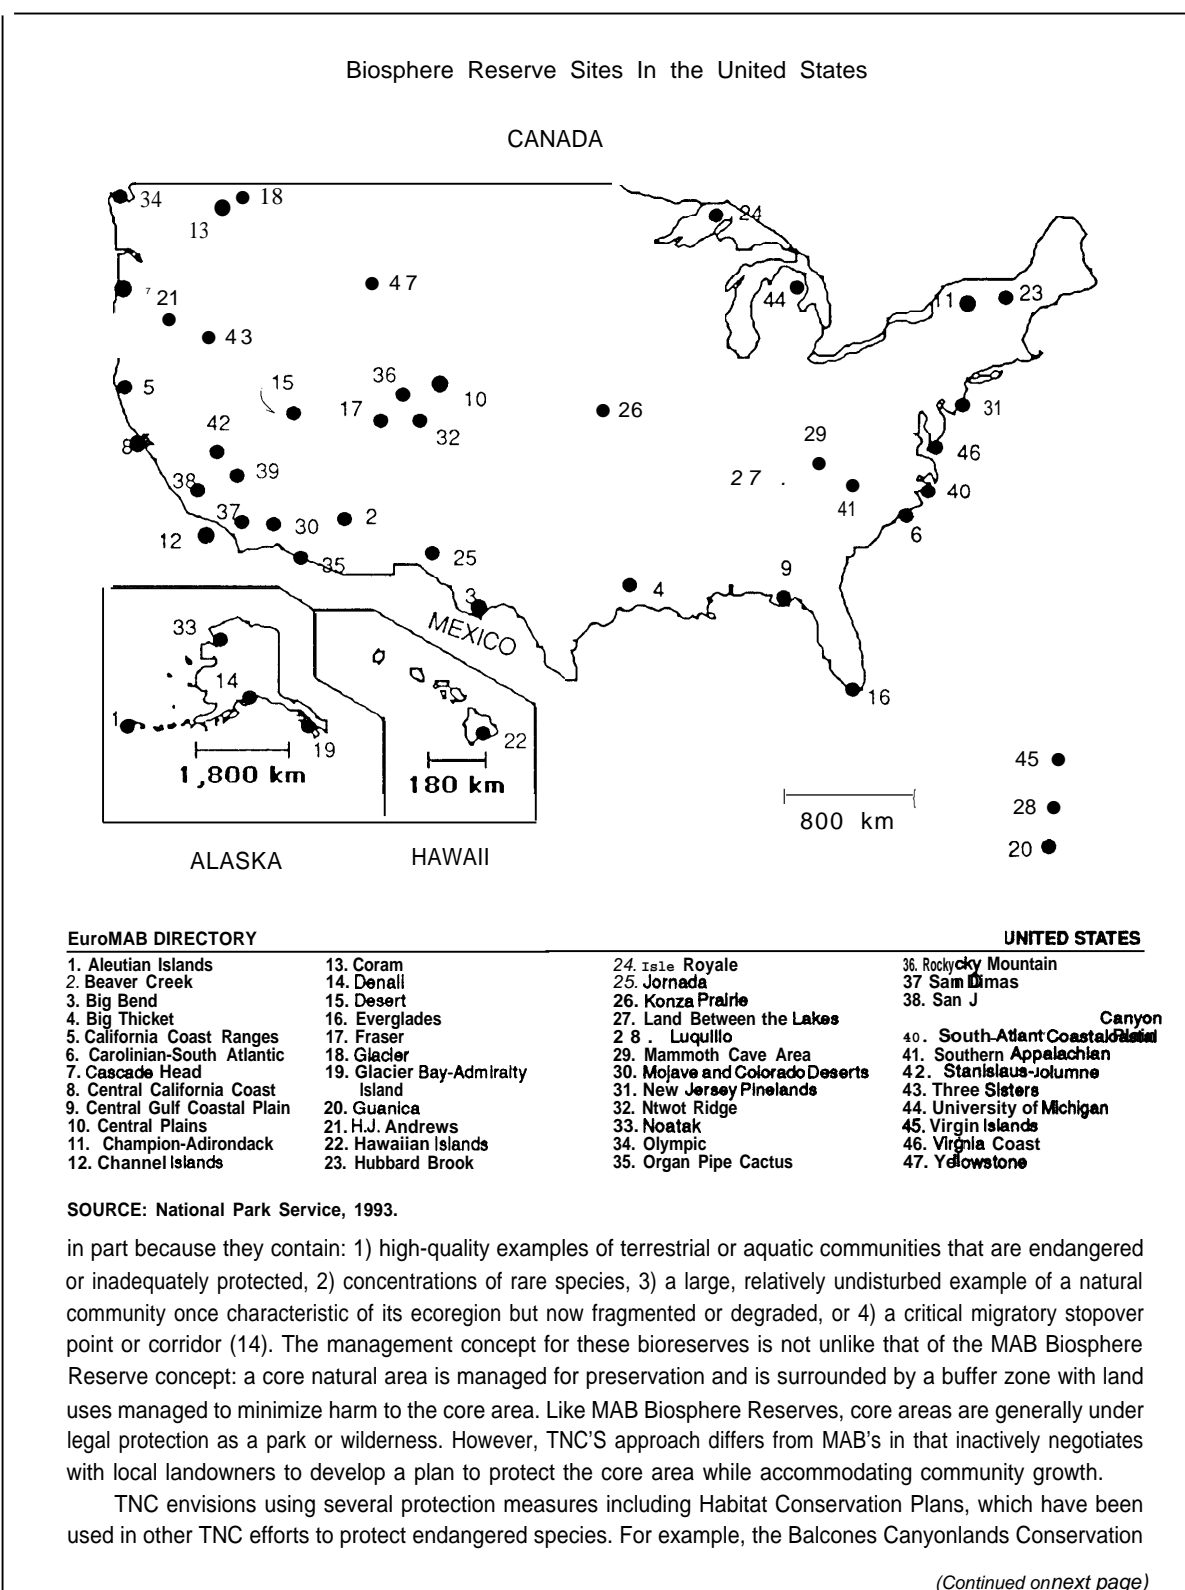 Biosphere Reserve Sites In the United States
CANADA
34
18
13
24
47
7
21
44
11
23
43
5
15
36
10
17
32
26
31
42
8
39
29
46
27 .
38
40
41
37
30
2
6
12
35
25
9
4
3
MEXICO
33
14
16
1
19
22
45
1,800 km
180 km
28
800 km
20
ALASKA
HAWAII
EuroMAB DIRECTORY
UNITED STATES
1. Aleutian Islands
2. Beaver Creek
3. Big Bend
4. Big Thicket
5. California Coast Ranges
6. Carolinian-South Atlantic
7. Cascade Head
8. Central California Coast
9. Central Gulf Coastal Plain
10. Central Plains
11. Champion-Adirondack
12. Channel Islands
13. Coram
14. Denali
15. Desert
16. Everglades
17. Fraser
18. Glacier
19. Glacier Bay-Admiralty
Island
20. Guanica
21. H.J. Andrews
22. Hawaiian Islands
23. Hubbard Brook
24. Isle Royale
25. Jornada
26. Konza Prairie
27. Land Between the Lakes
28. Luquillo
29. Mammoth Cave Area
30. Mojave and Colorado Deserts
31. New Jersey Pinelands
32. Ntwot Ridge
33. Noatak
34. Olympic
35. Organ Pipe Cactus
36. Rocky Mountain
37 San Dimas
38. San J
Canyon
40. South-Atlant Coastal
41. Southern Appalachian
42. Stanislaus-Jolumne
43. Three Sisters
44. University of Michigan
45. Virgin Islands
46. Virginia Coast
47. Yellowstone
SOURCE: National Park Service, 1993.
in part because they contain: 1) high-quality examples of terrestrial or aquatic communities that are endangered
or inadequately protected, 2) concentrations of rare species, 3) a large, relatively undisturbed example of a natural
community once characteristic of its ecoregion but now fragmented or degraded, or 4) a critical migratory stopover
point or corridor (14). The management concept for these bioreserves is not unlike that of the MAB Biosphere
Reserve concept: a core natural area is managed for preservation and is surrounded by a buffer zone with land
uses managed to minimize harm to the core area. Like MAB Biosphere Reserves, core areas are generally under
legal protection as a park or wilderness. However, TNC'S approach differs from MAB's in that inactively negotiates
with local landowners to develop a plan to protect the core area while accommodating community growth.
TNC envisions using several protection measures including Habitat Conservation Plans, which have been
used in other TNC efforts to protect endangered species. For example, the Balcones Canyonlands Conservation
(Continued on next page)